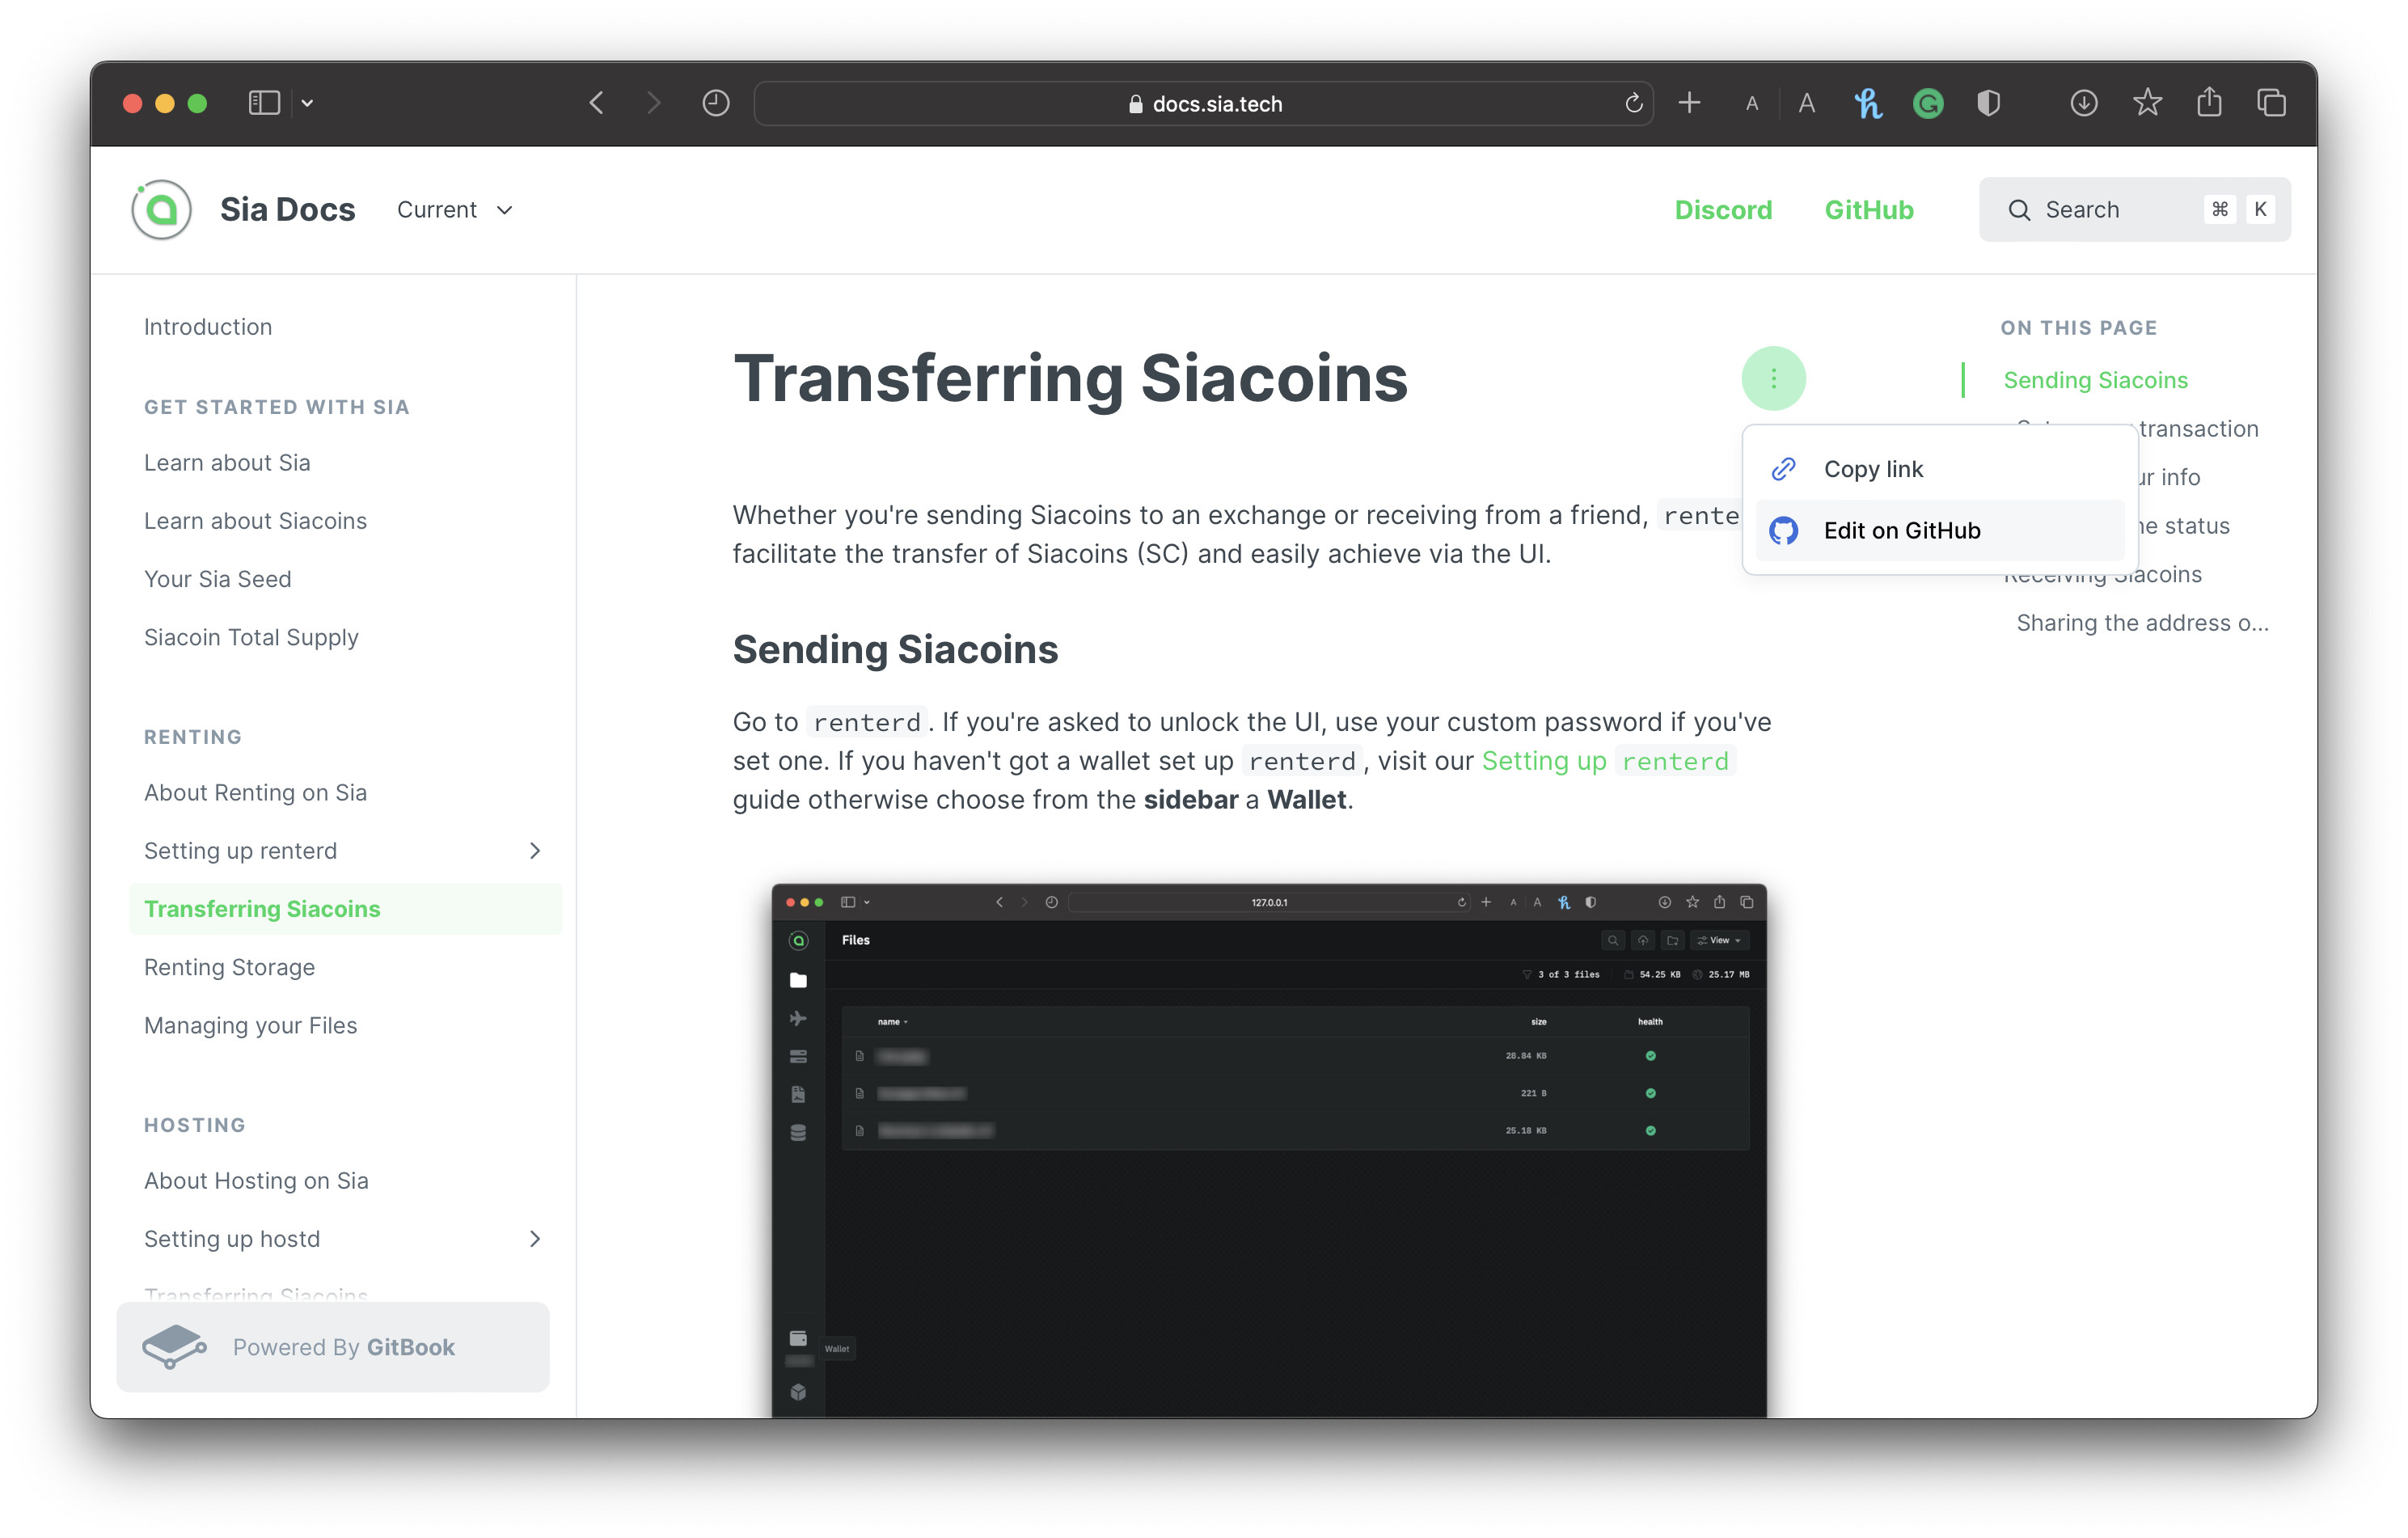 docs.sia.tech
A A
Sia Docs
Current
Discord
GitHub
Search
⌘ K
Introduction
GET STARTED WITH SIA
Learn about Sia
Learn about Siacoins
Your Sia Seed
Siacoin Total Supply
RENTING
About Renting on Sia
Setting up renterd
Transferring Siacoins
Renting Storage
Managing your Files
HOSTING
About Hosting on Sia
Setting up hostd
Transferring Siacoins
Powered By GitBook
Transferring Siacoins
Whether you're sending Siacoins to an exchange or receiving from a friend, rente
facilitate the transfer of Siacoins (SC) and easily achieve via the UI.
Sending Siacoins
Go to renterd. If you're asked to unlock the UI, use your custom password if you've
set one. If you haven't got a wallet set up renterd, visit our Setting up renterd
guide otherwise choose from the sidebar a Wallet.
127.0.0.1
A A
Files
View
3 of 3 files 54.25 KB 25.17 MB
name size health
28.84 KB
221 B
25.18 KB
Wallet
Copy link
Edit on GitHub
ON THIS PAGE
Sending Siacoins
transaction
info
status
Receiving Siacoins
Sharing the address o...